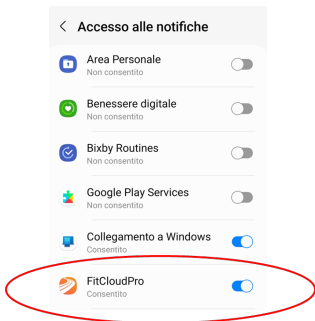 Accesso alle notifiche
Area Personale
Non consentito
Benessere digitale
Non consentito
Bixby Routines
Non consentito
Google Play Services
Non consentito
Collegamento a Windows
Consentito
FitCloudPro
Consentito